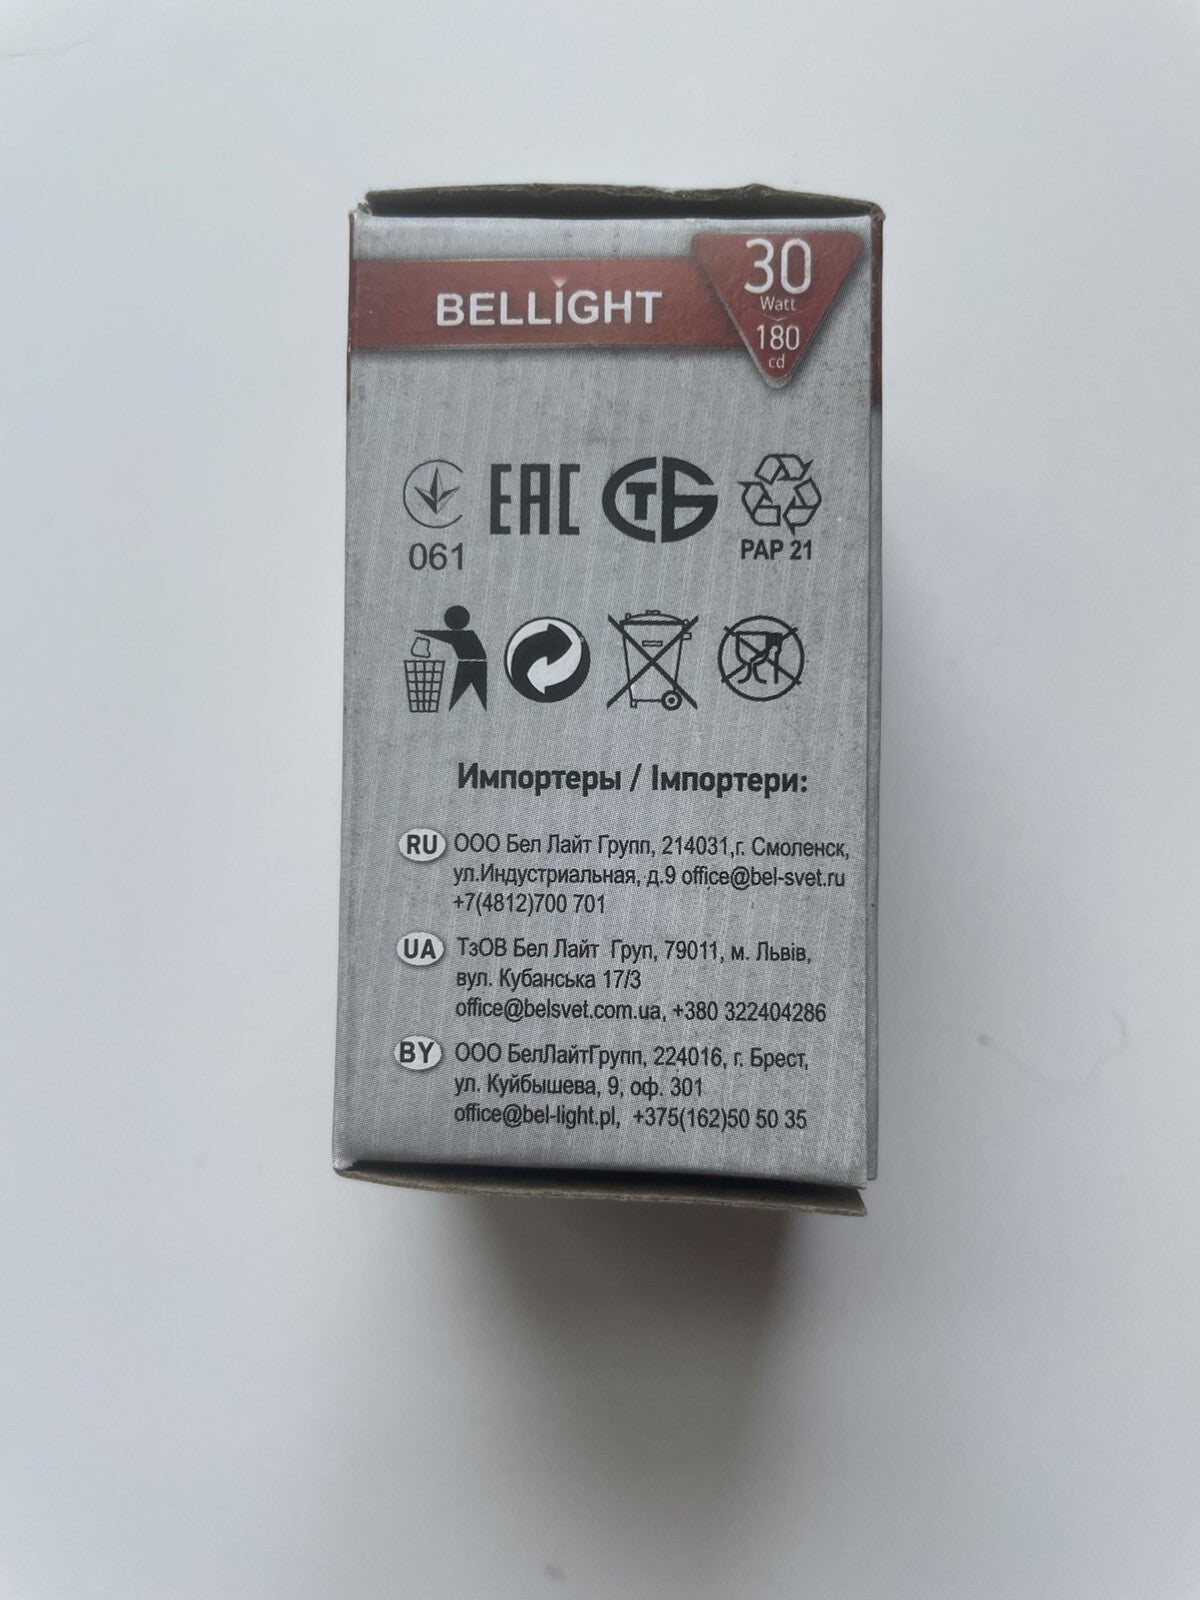 BELLIGHT
30
Watt
180
cd
061
EAC
СТБ
PAP 21
Импортеры / Імпортери:
RU ООО Бел Лайт Групп, 214031,г. Смоленск,
ул.Индустриальная, д.9 office@bel-svet.ru
+7(4812)700 701
UA ТзОВ Бел Лайт Груп, 79011, м. Львів,
вул. Кубанська 17/3
office@belsvet.com.ua, +380 322404286
BY ООО БелЛайтГрупп, 224016, г. Брест,
ул. Куйбышева, 9, оф. 301
office@bel-light.pl, +375(162)50 50 35